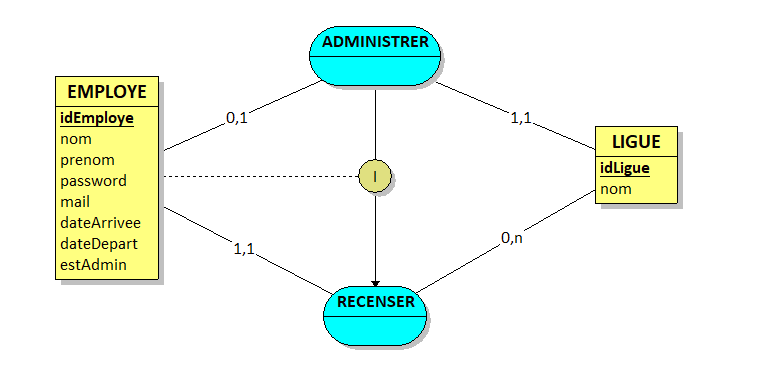 ADMINISTRER
EMPLOYE
idEmploye
nom
prenom
password
mail
dateArrivee
dateDepart
estAdmin
0,1
1,1
LIGUE
idLigue
nom
I
1,1
0,n
RECENSER